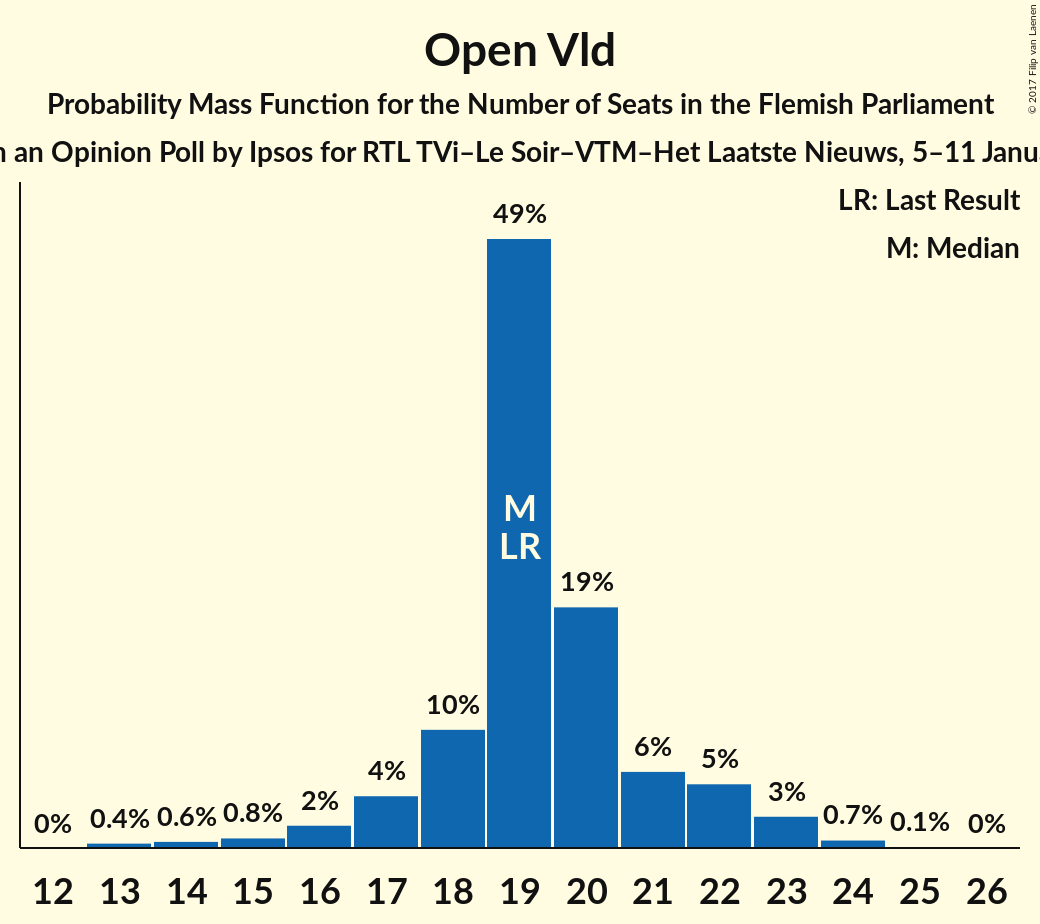 Open Vld
Probability Mass Function for the Number of Seats in the Flemish Parliament
an Opinion Poll by Ipsos for RTL TVi–Le Soir–VTM–Het Laatste Nieuws, 5–11
LR: Last Result
M: Median
49%
M
LR
19%
10%
6%
5%
4%
3%
2%
0.8%
0.7%
0.6%
0.4%
0.1%
0%
0%
12 13 14 15 16 17 18 19 20 21 22 23 24 25 26
© 2017 Filip van Laenen